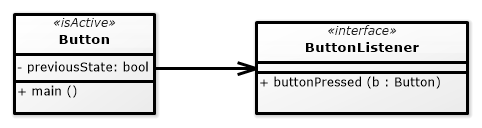 «isActive»
Button
- previousState: bool
+ main ()
«interface»
ButtonListener
+ buttonPressed (b : Button)